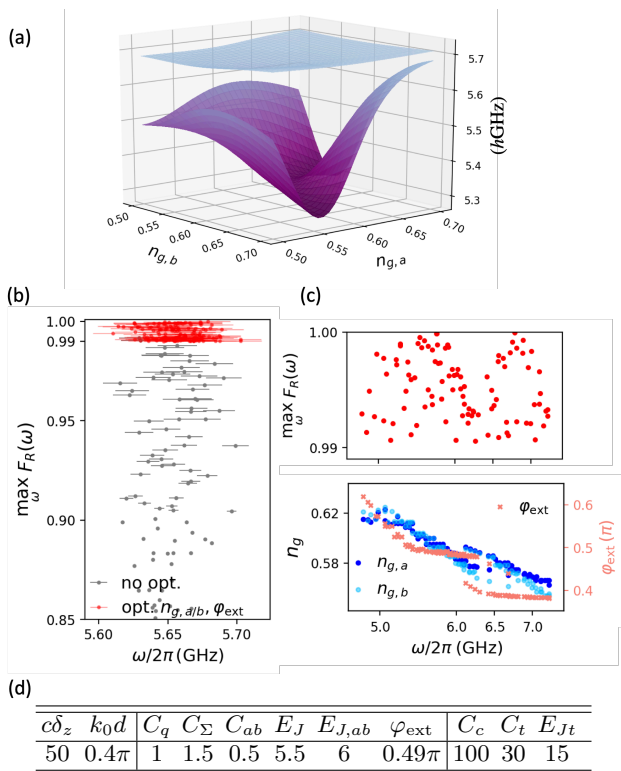 (a)
5.7
5.6
5.5
5.4
5.3
(hGHz)
0.50
0.55
0.60
0.65
0.70
n_{g,b}
0.50
0.55
0.60
0.65
0.70
n_{g,a}
(b)
1.00
0.99
0.95
0.90
0.85
max_ω F_R(ω)
no opt.
opt. n_{g,a/b}, φ_ext
5.60 5.65 5.70
ω/2π (GHz)
(c)
1.00
0.99
max_ω F_R(ω)
0.62
0.58
n_g
φ_ext
n_{g,a}
n_{g,b}
0.6
0.5
0.4
φ_ext (π)
5.0 5.5 6.0 6.5 7.0
ω/2π (GHz)
(d)
cδ_z k_0d C_q C_Σ C_ab E_J E_{J,ab} φ_ext C_c C_t E_{Jt}
50 0.4π 1 1.5 0.5 5.5 6 0.49π 100 30 15